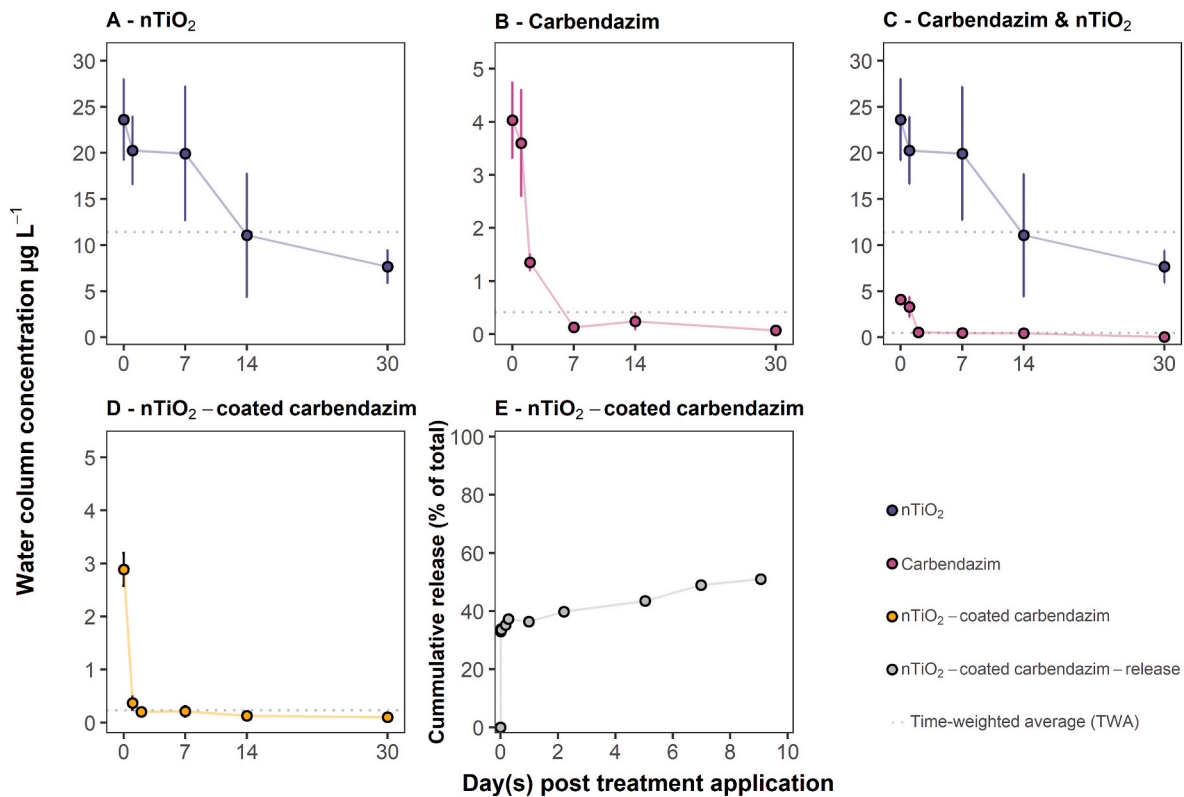 A - nTiO₂
B - Carbendazim
C - Carbendazim & nTiO₂
Water column concentration µg L⁻¹
30
25
20
15
10
5
0
0 7 14 30
5
4
3
2
1
0
0 7 14 30
30
25
20
15
10
5
0
0 7 14 30
D - nTiO₂ – coated carbendazim
E - nTiO₂ – coated carbendazim
5
4
3
2
1
0
0 7 14 30
Cummulative release (% of total)
100
80
60
40
20
0
0 2 4 6 8 10
Day(s) post treatment application
nTiO₂
Carbendazim
nTiO₂ – coated carbendazim
nTiO₂ – coated carbendazim – release
Time-weighted average (TWA)